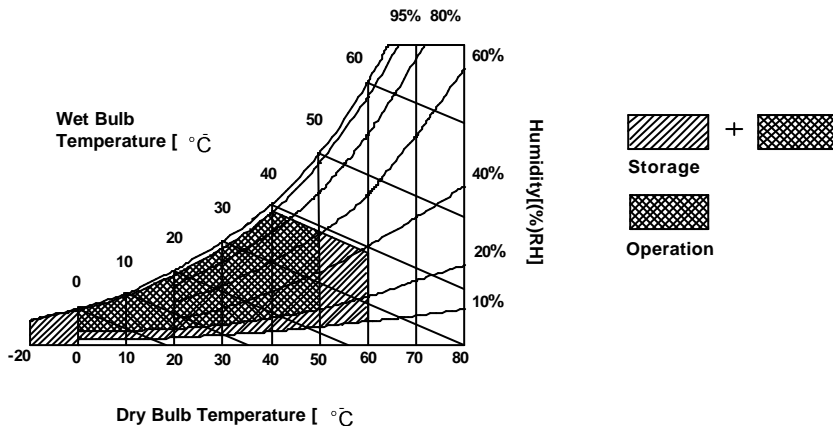 95% 80%
60 60%
Wet Bulb
Temperature [ °C
50
40
Humidity[(%)RH]
30
40%
20
10
0
20%
10%
-20 0 10 20 30 40 50 60 70 80
Dry Bulb Temperature [ °C
+
Storage
Operation